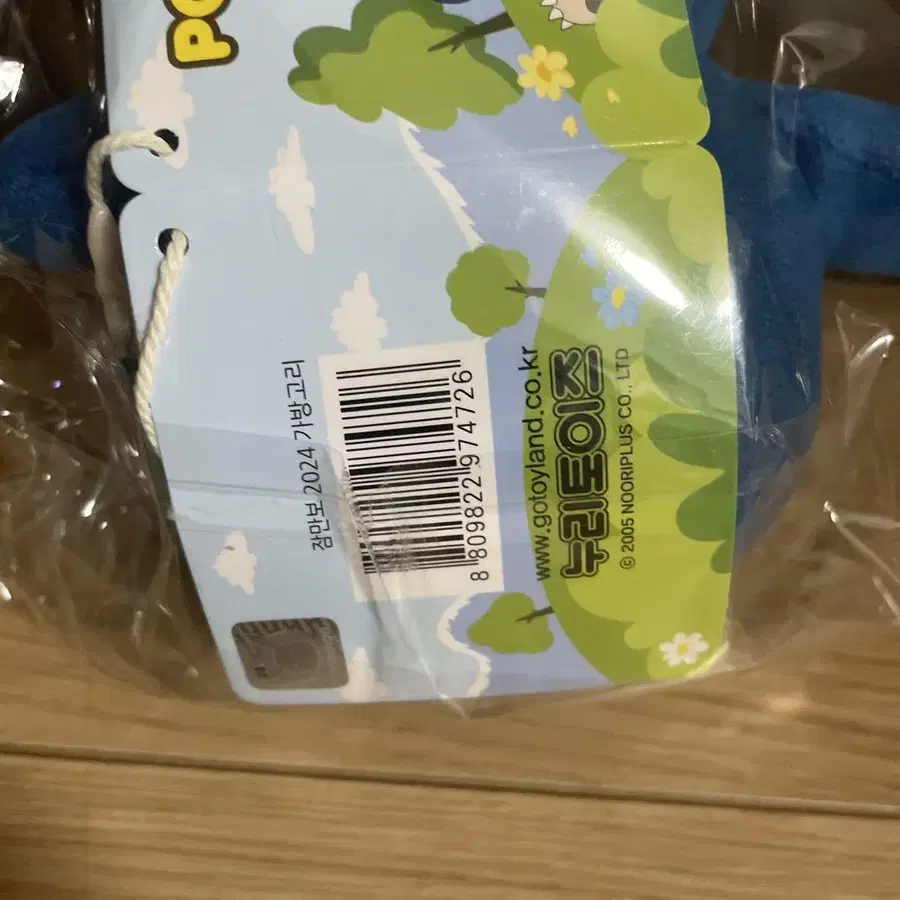 PO
잠만보 2024 가방고리
8 809822 974726
www.gotoyland.co.kr
누리토이즈
© 2005 NOORIPLUS CO., LTD